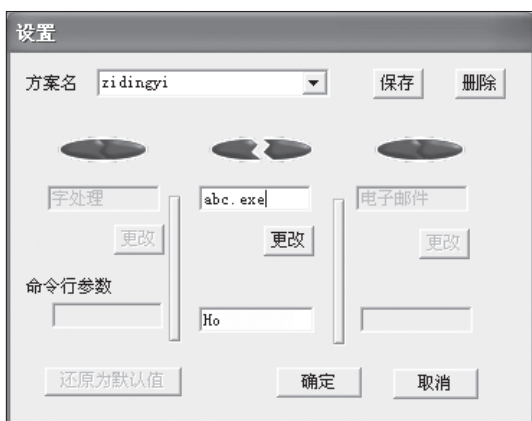 设置
方案名 zidingyi 保存 删除
字处理 abc.exe 电子邮件
更改 更改 更改
命令行参数
Ho
还原为默认值 确定 取消